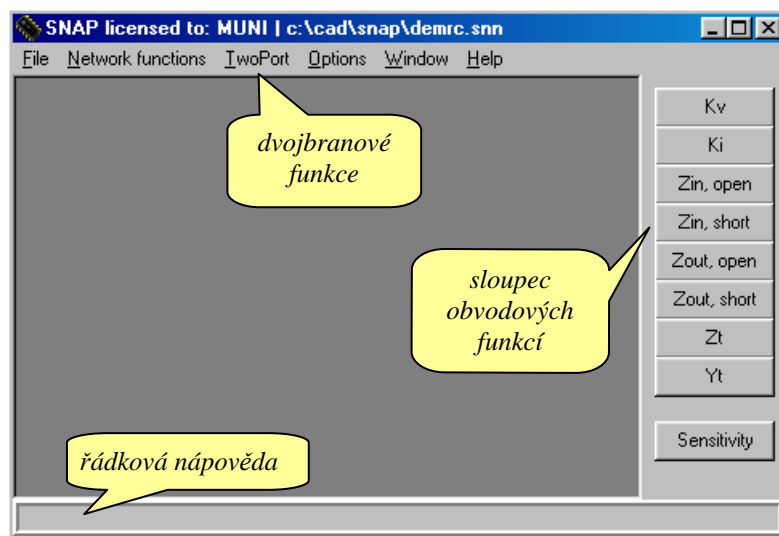 SNAP licensed to: MUNI | c:\cad\snap\demrc.snn
File Network functions TwoPort Options Window Help
dvojbranové
funkce
Kv
Ki
Zin, open
Zin, short
Zout, open
Zout, short
Zt
Yt
Sensitivity
sloupec
obvodových
funkcí
řádková nápověda